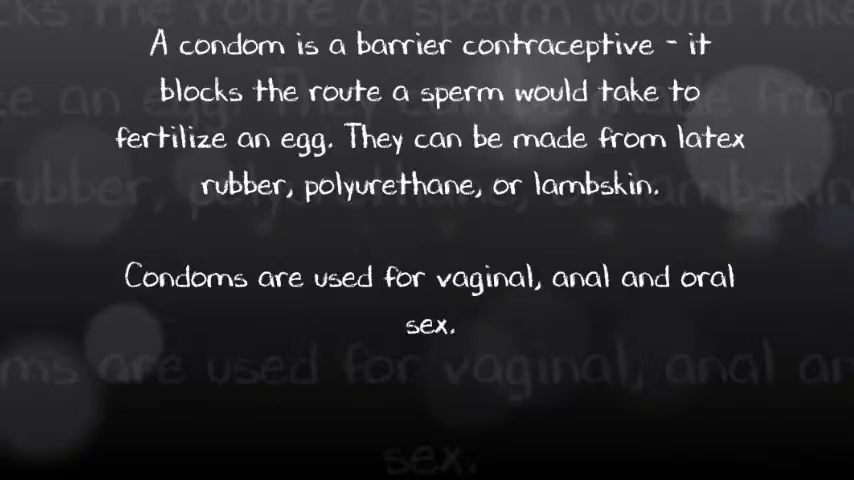 A condom is a barrier contraceptive - it
blocks the route a sperm would take to
fertilize an egg. They can be made from latex
rubber, polyurethane, or lambskin.
Condoms are used for vaginal, anal and oral
sex.